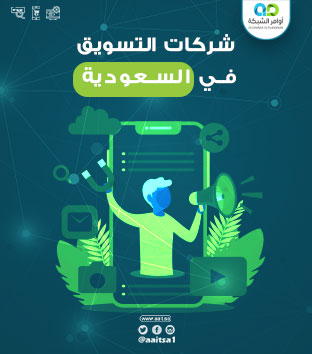 أوامر الشبكة
شركات التسويق
في السعودية
www.aait.sa
@aaitsa1